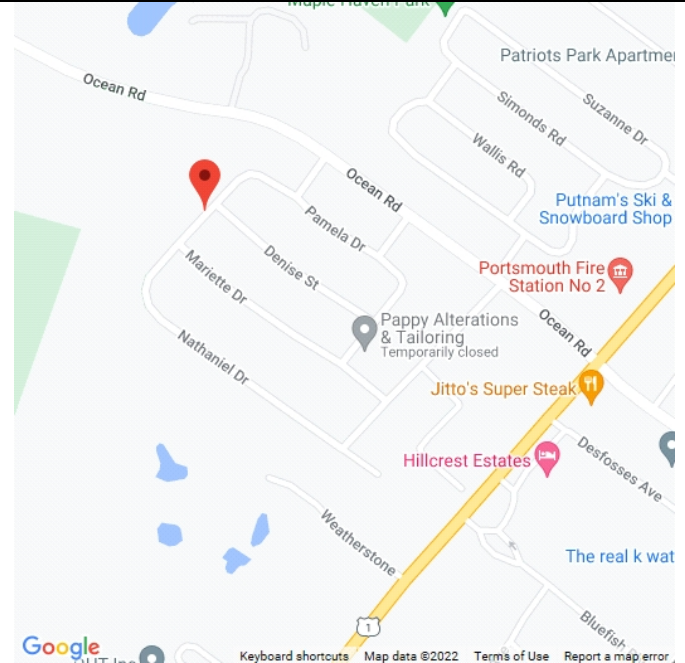 Maple Haven Park
Patriots Park Apartme
Ocean Rd
Simonds Rd
Suzanne Dr
Wallis Rd
Ocean Rd
Putnam's Ski &
Snowboard Shop
Pamela Dr
Denise St
Mariette Dr
Portsmouth Fire
Station No 2
Pappy Alterations
& Tailoring
Temporarily closed
Ocean Rd
Nathaniel Dr
Jitto's Super Steak
Hillcrest Estates
Desfosses Ave
Weatherstone
The real k wat
1
Bluefish
Google
Keyboard shortcuts Map data ©2022 Terms of Use Report a map error